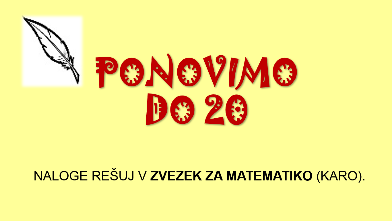 PONOVIMO
DO 20
NALOGE REŠUJ V ZVEZEK ZA MATEMATIKO (KARO).